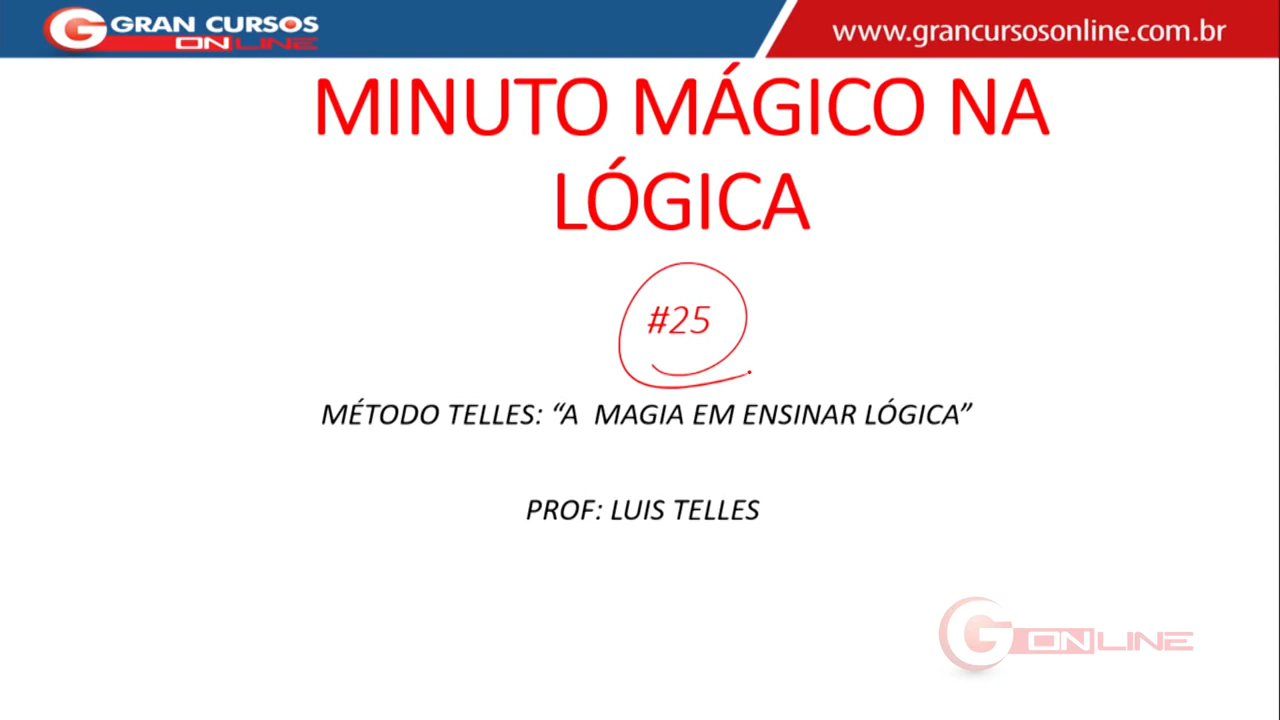 GRAN CURSOS
ONLINE
www.grancursosonline.com.br
MINUTO MÁGICO NA
LÓGICA
#25
MÉTODO TELLES: “A MAGIA EM ENSINAR LÓGICA”
PROF: LUIS TELLES
G ONLINE